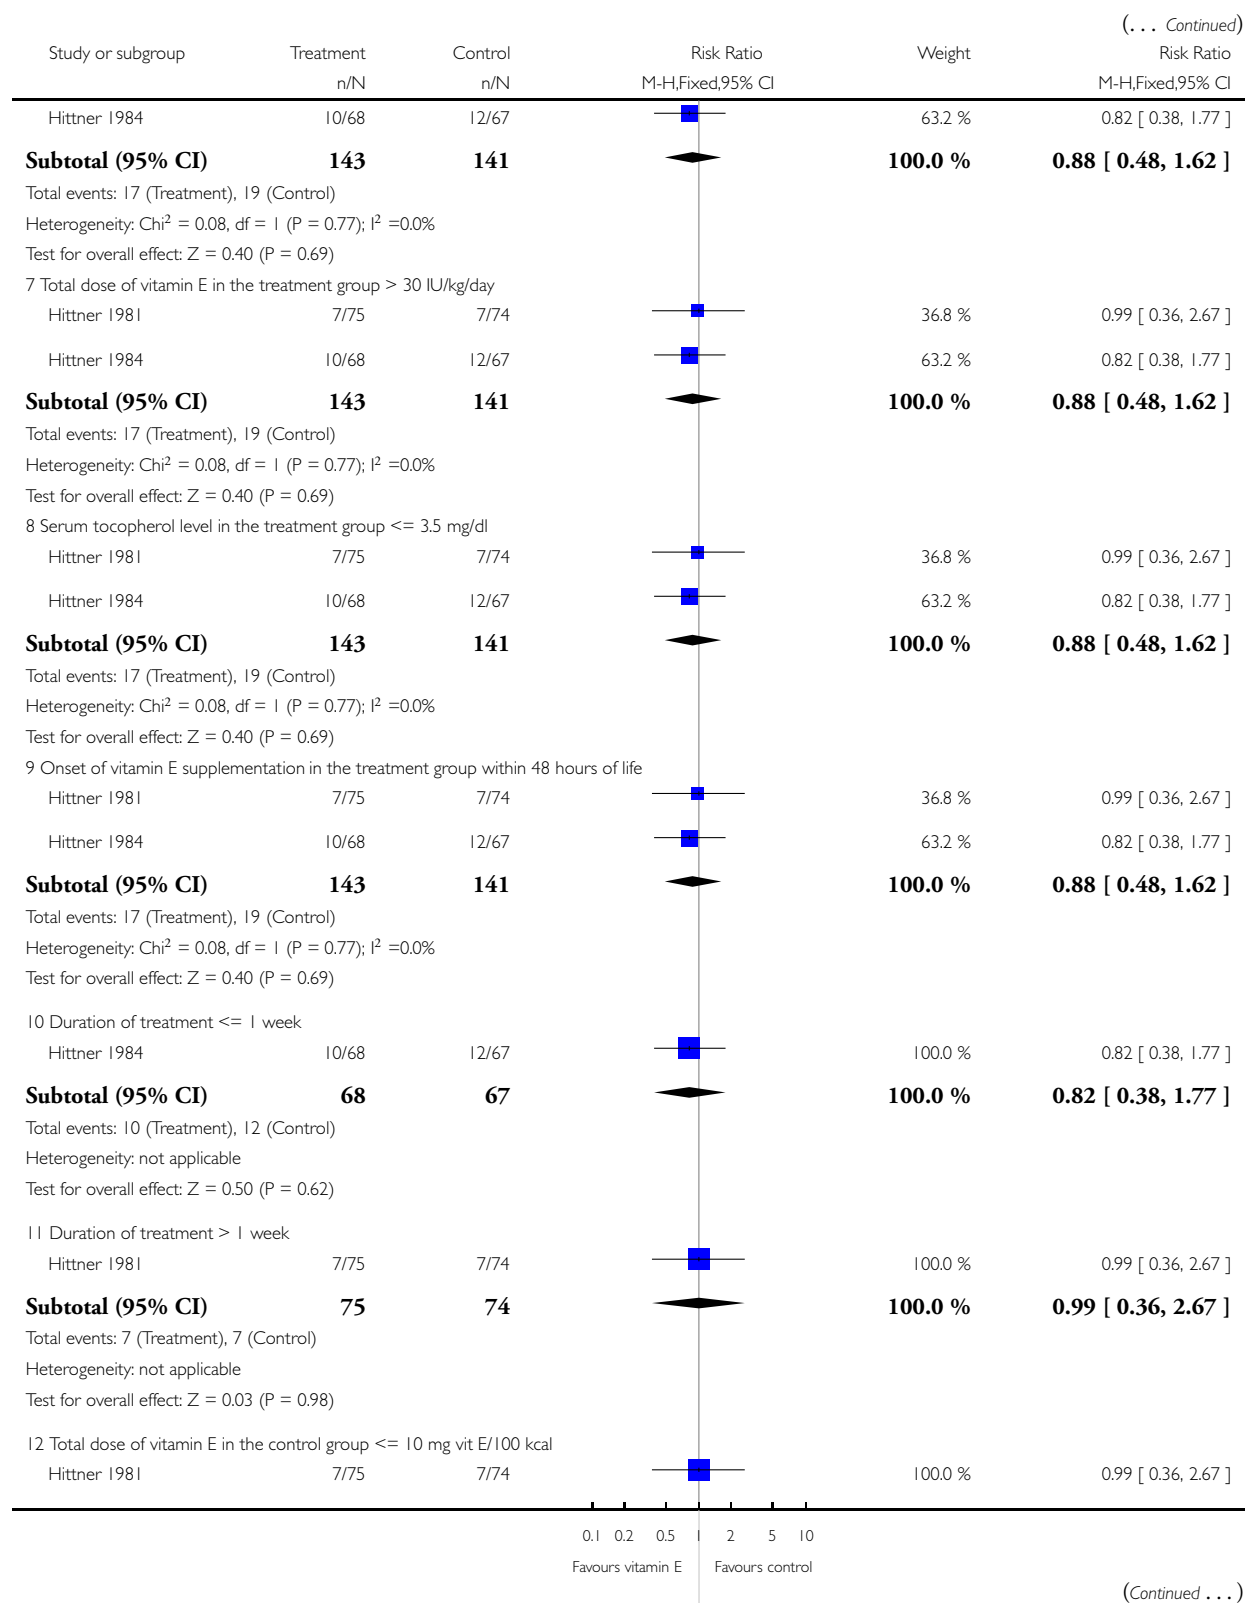 (... Continued)
Study or subgroup Treatment Control Risk Ratio Weight Risk Ratio
n/N n/N M-H,Fixed,95% CI M-H,Fixed,95% CI
Hittner 1984 10/68 12/67 63.2 % 0.82 [ 0.38, 1.77 ]
Subtotal (95% CI) 143 141 100.0 % 0.88 [ 0.48, 1.62 ]
Total events: 17 (Treatment), 19 (Control)
Heterogeneity: Chi² = 0.08, df = 1 (P = 0.77); I² =0.0%
Test for overall effect: Z = 0.40 (P = 0.69)
7 Total dose of vitamin E in the treatment group > 30 IU/kg/day
Hittner 1981 7/75 7/74 36.8 % 0.99 [ 0.36, 2.67 ]
Hittner 1984 10/68 12/67 63.2 % 0.82 [ 0.38, 1.77 ]
Subtotal (95% CI) 143 141 100.0 % 0.88 [ 0.48, 1.62 ]
Total events: 17 (Treatment), 19 (Control)
Heterogeneity: Chi² = 0.08, df = 1 (P = 0.77); I² =0.0%
Test for overall effect: Z = 0.40 (P = 0.69)
8 Serum tocopherol level in the treatment group <= 3.5 mg/dl
Hittner 1981 7/75 7/74 36.8 % 0.99 [ 0.36, 2.67 ]
Hittner 1984 10/68 12/67 63.2 % 0.82 [ 0.38, 1.77 ]
Subtotal (95% CI) 143 141 100.0 % 0.88 [ 0.48, 1.62 ]
Total events: 17 (Treatment), 19 (Control)
Heterogeneity: Chi² = 0.08, df = 1 (P = 0.77); I² =0.0%
Test for overall effect: Z = 0.40 (P = 0.69)
9 Onset of vitamin E supplementation in the treatment group within 48 hours of life
Hittner 1981 7/75 7/74 36.8 % 0.99 [ 0.36, 2.67 ]
Hittner 1984 10/68 12/67 63.2 % 0.82 [ 0.38, 1.77 ]
Subtotal (95% CI) 143 141 100.0 % 0.88 [ 0.48, 1.62 ]
Total events: 17 (Treatment), 19 (Control)
Heterogeneity: Chi² = 0.08, df = 1 (P = 0.77); I² =0.0%
Test for overall effect: Z = 0.40 (P = 0.69)
10 Duration of treatment <= 1 week
Hittner 1984 10/68 12/67 100.0 % 0.82 [ 0.38, 1.77 ]
Subtotal (95% CI) 68 67 100.0 % 0.82 [ 0.38, 1.77 ]
Total events: 10 (Treatment), 12 (Control)
Heterogeneity: not applicable
Test for overall effect: Z = 0.50 (P = 0.62)
11 Duration of treatment > 1 week
Hittner 1981 7/75 7/74 100.0 % 0.99 [ 0.36, 2.67 ]
Subtotal (95% CI) 75 74 100.0 % 0.99 [ 0.36, 2.67 ]
Total events: 7 (Treatment), 7 (Control)
Heterogeneity: not applicable
Test for overall effect: Z = 0.03 (P = 0.98)
12 Total dose of vitamin E in the control group <= 10 mg vit E/100 kcal
Hittner 1981 7/75 7/74 100.0 % 0.99 [ 0.36, 2.67 ]
0.1 0.2 0.5 1 2 5 10
Favours vitamin E Favours control
(Continued ...)